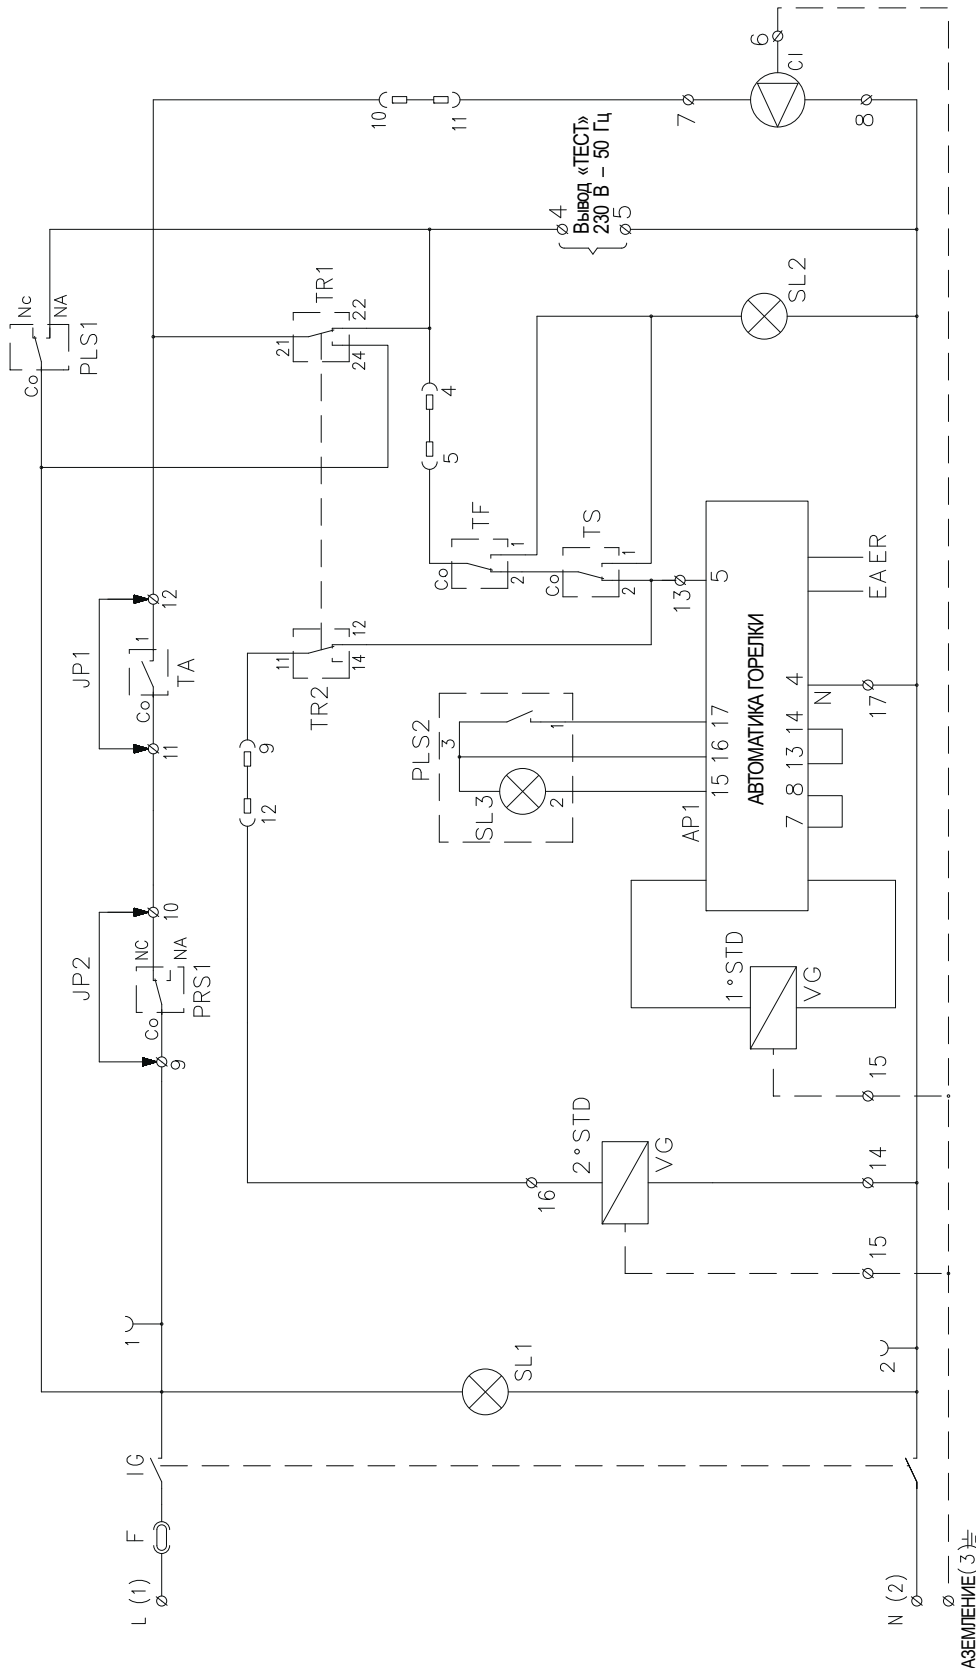 L (1)
F
IG
1
SL1
2
N (2)
АЗЕМЛЕНИЕ(3)
JP2
9
Co
NC
NA
PRS1
10
JP1
11
Co
1
TA
12
PLS1
Co
Nc
NA
TR1
21
22
24
TR2
11
12
14
10
11
7
6
CI
8
4
5
Вывод «ТЕСТ»
230 В – 50 Гц
SL2
4
5
TF
Co
2
1
TS
Co
2
1
13
9
12
PLS2
3
SL3
2
1
AP1
15
16
17
5
АВТОМАТИКА ГОРЕЛКИ
7
8
13
14
4
N
EA
ER
17
1°STD
VG
15
2°STD
VG
16
14
15